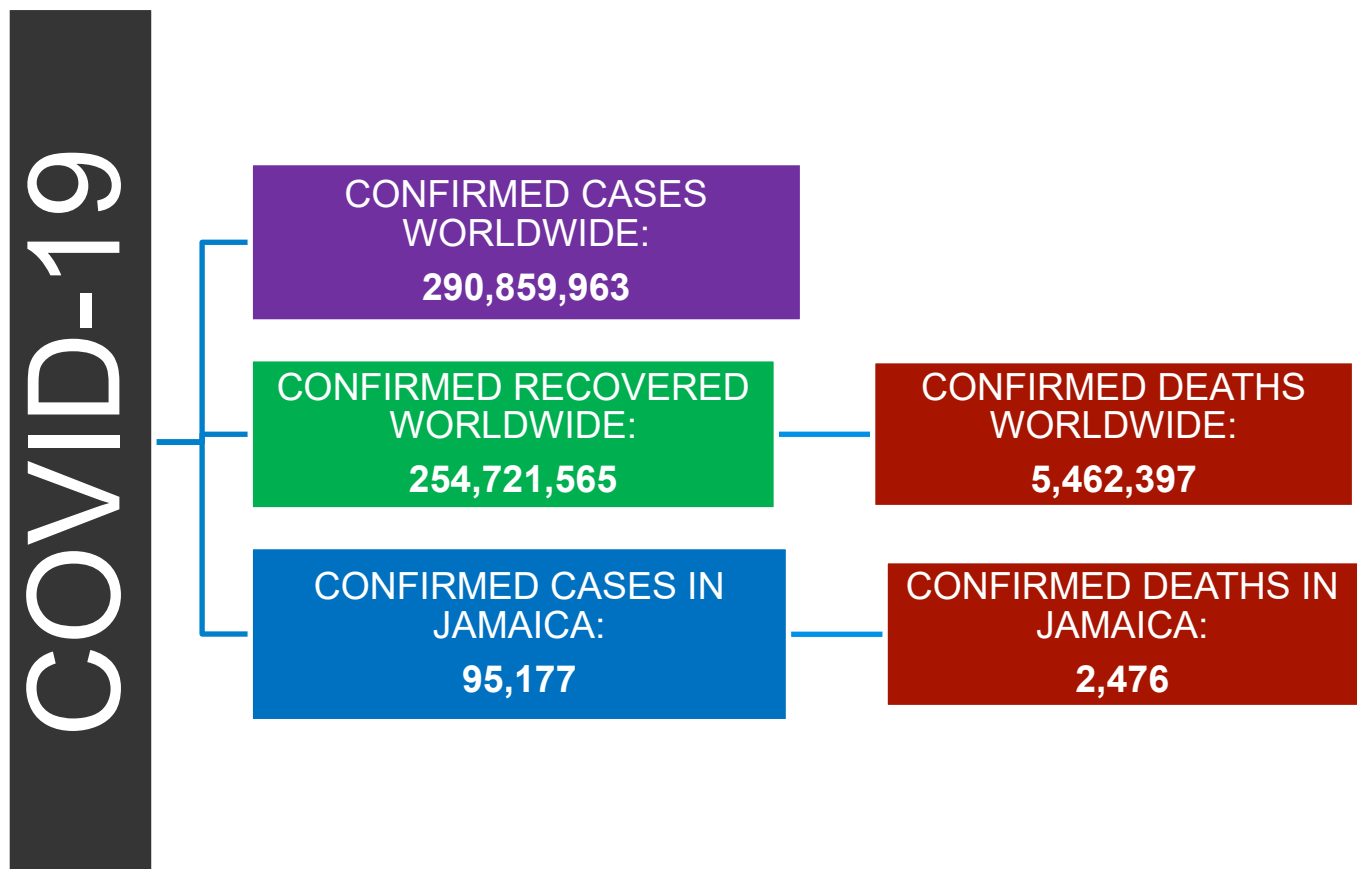 COVID-19
CONFIRMED CASES
WORLDWIDE:
290,859,963
CONFIRMED RECOVERED
WORLDWIDE:
254,721,565
CONFIRMED DEATHS
WORLDWIDE:
5,462,397
CONFIRMED CASES IN
JAMAICA:
95,177
CONFIRMED DEATHS IN
JAMAICA:
2,476